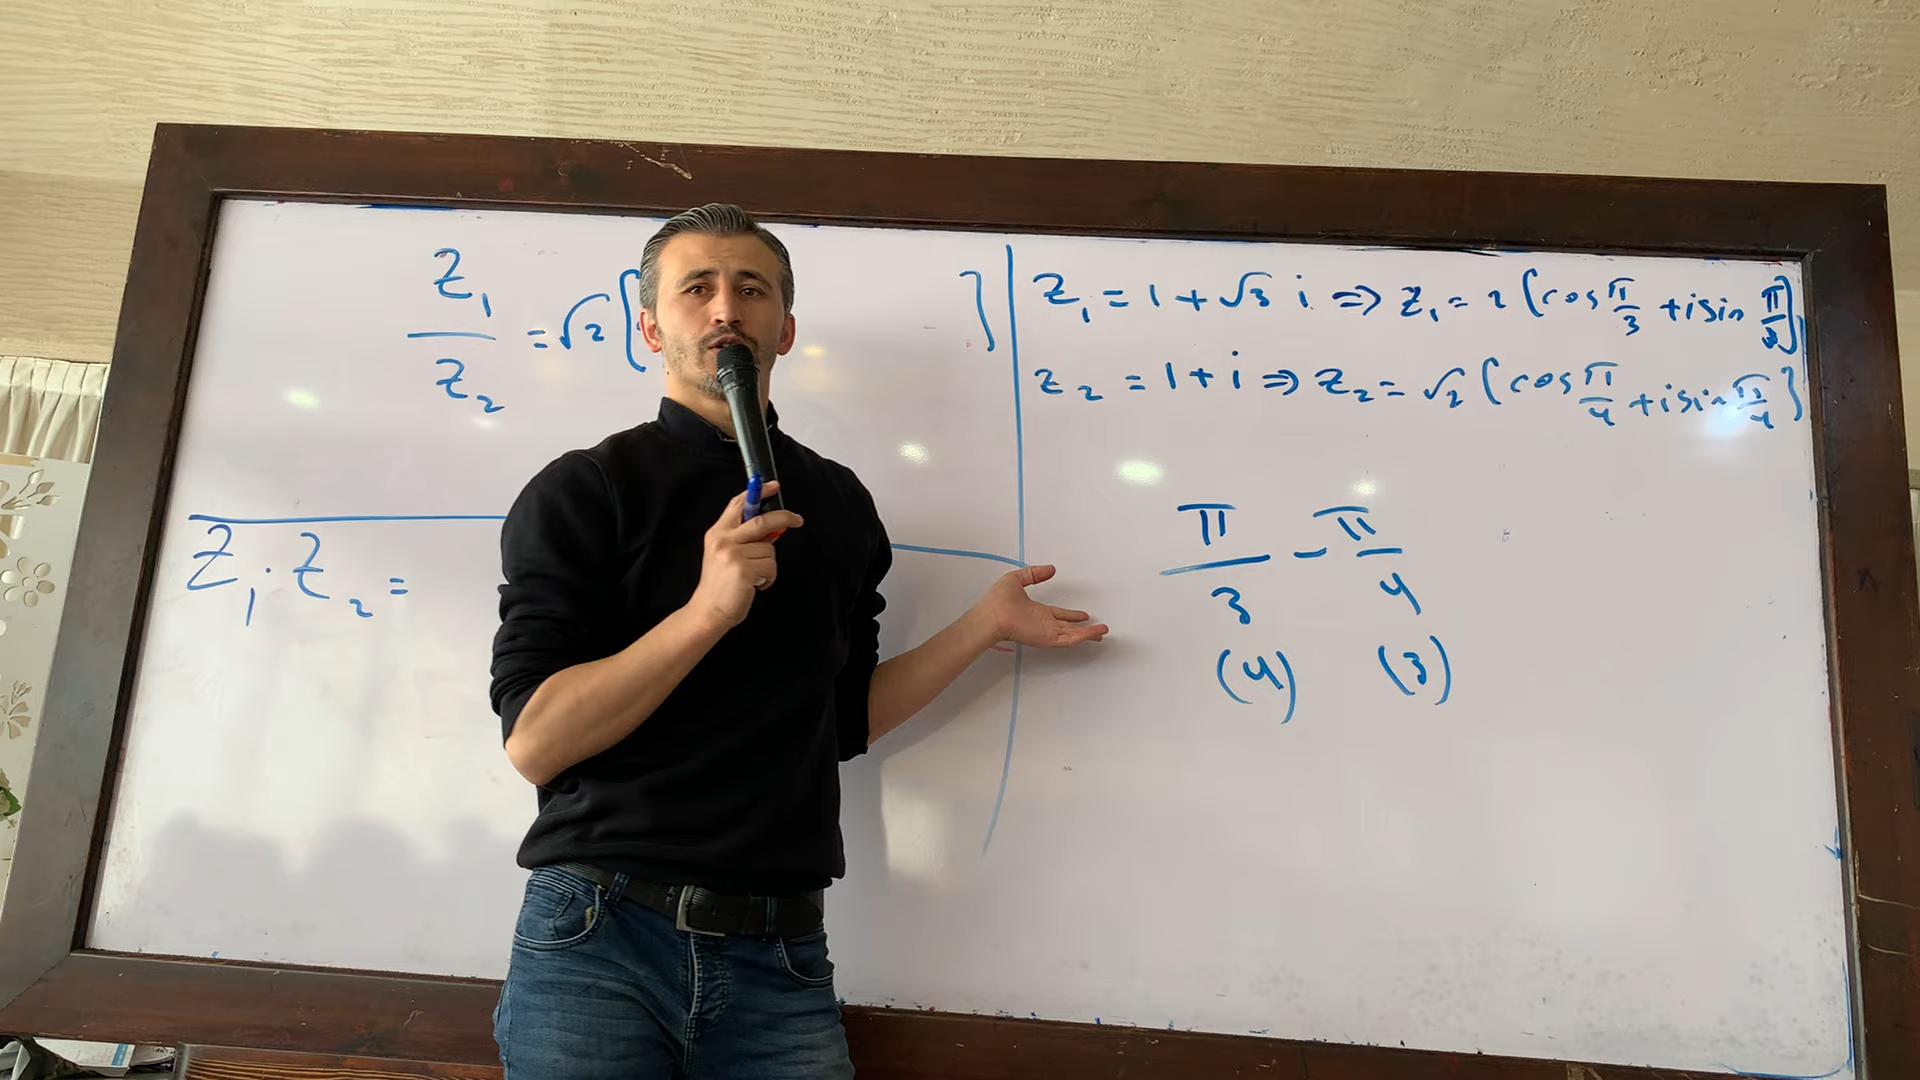 Z₁/Z₂ = √2 [ ]
Z₁ · Z₂ =
Z₁ = 1 + √3 i ⇒ Z₁ = 2 (cos π/3 + i sin π/3)
Z₂ = 1 + i ⇒ Z₂ = √2 (cos π/4 + i sin π/4)
π/3 − π/4
(4) (3)